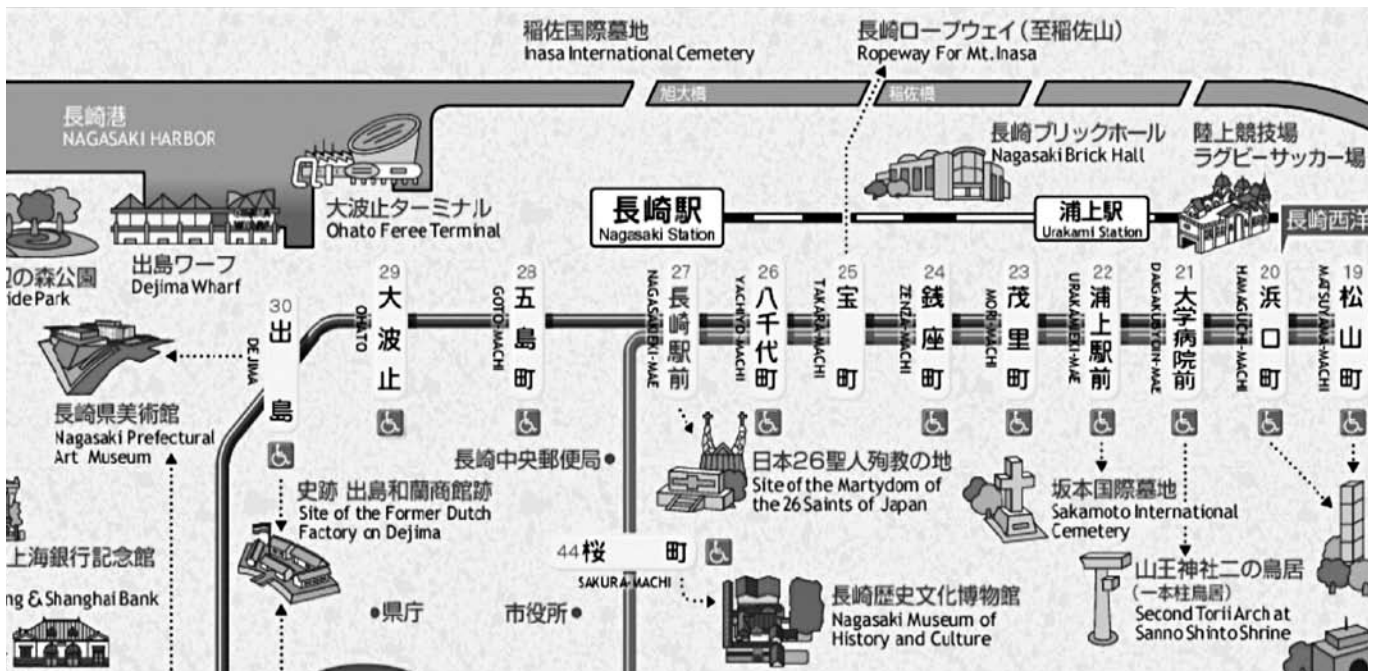 稲佐国際墓地
Inasa International Cemetery
長崎ロープウェイ（至稲佐山）
Ropeway For Mt.Inasa
旭大橋
稲佐橋
長崎港
NAGASAKI HARBOR
長崎ブリックホール
Nagasaki Brick Hall
陸上競技場
ラグビーサッカー場
大波止ターミナル
Ohato Feree Terminal
長崎駅
Nagasaki Station
浦上駅
Urakami Station
長崎西洋
辺の森公園
ide Park
出島ワーフ
Dejima Wharf
30
出島
DEJIMA
29
大波止
OHATO
28
五島町
GOTO-MACHI
27
長崎駅前
NAGASAKIEKI-MAE
26
八千代町
YACHIYO-MACHI
25
宝町
TAKARA-MACHI
24
銭座町
ZENZA-MACHI
23
茂里町
MORI-MACHI
22
浦上駅前
URAKAMIEKI-MAE
21
大学病院前
DAIGAKUBYOIN-MAE
20
浜口町
HAMAGUCHI-MACHI
19
松山町
MATSUYAMA-MACHI
長崎県美術館
Nagasaki Prefectural
Art Museum
長崎中央郵便局
日本26聖人殉教の地
Site of the Martydom of
the 26 Saints of Japan
坂本国際墓地
Sakamoto International
Cemetery
史跡 出島和蘭商館跡
Site of the Former Dutch
Factory on Dejima
44 桜町
SAKURA-MACHI
上海銀行記念館
ng & Shanghai Bank
県庁
市役所
長崎歴史文化博物館
Nagasaki Museum of
History and Culture
山王神社二の鳥居
（一本柱鳥居）
Second Torii Arch at
Sanno Shinto Shrine